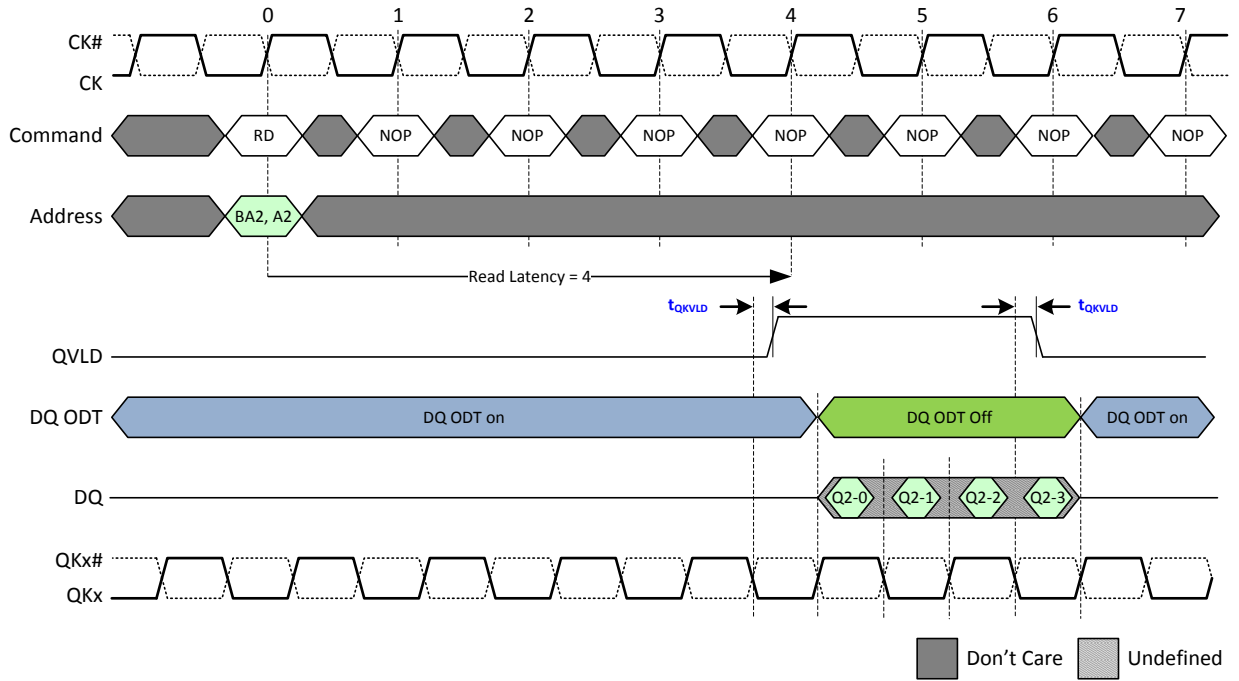 0 1 2 3 4 5 6 7
CK#
CK
Command RD NOP NOP NOP NOP NOP NOP NOP
Address BA2, A2
Read Latency = 4
tQKVLD tQKVLD
QVLD
DQ ODT DQ ODT on DQ ODT Off DQ ODT on
DQ Q2-0 Q2-1 Q2-2 Q2-3
QKx#
QKx
Don't Care Undefined